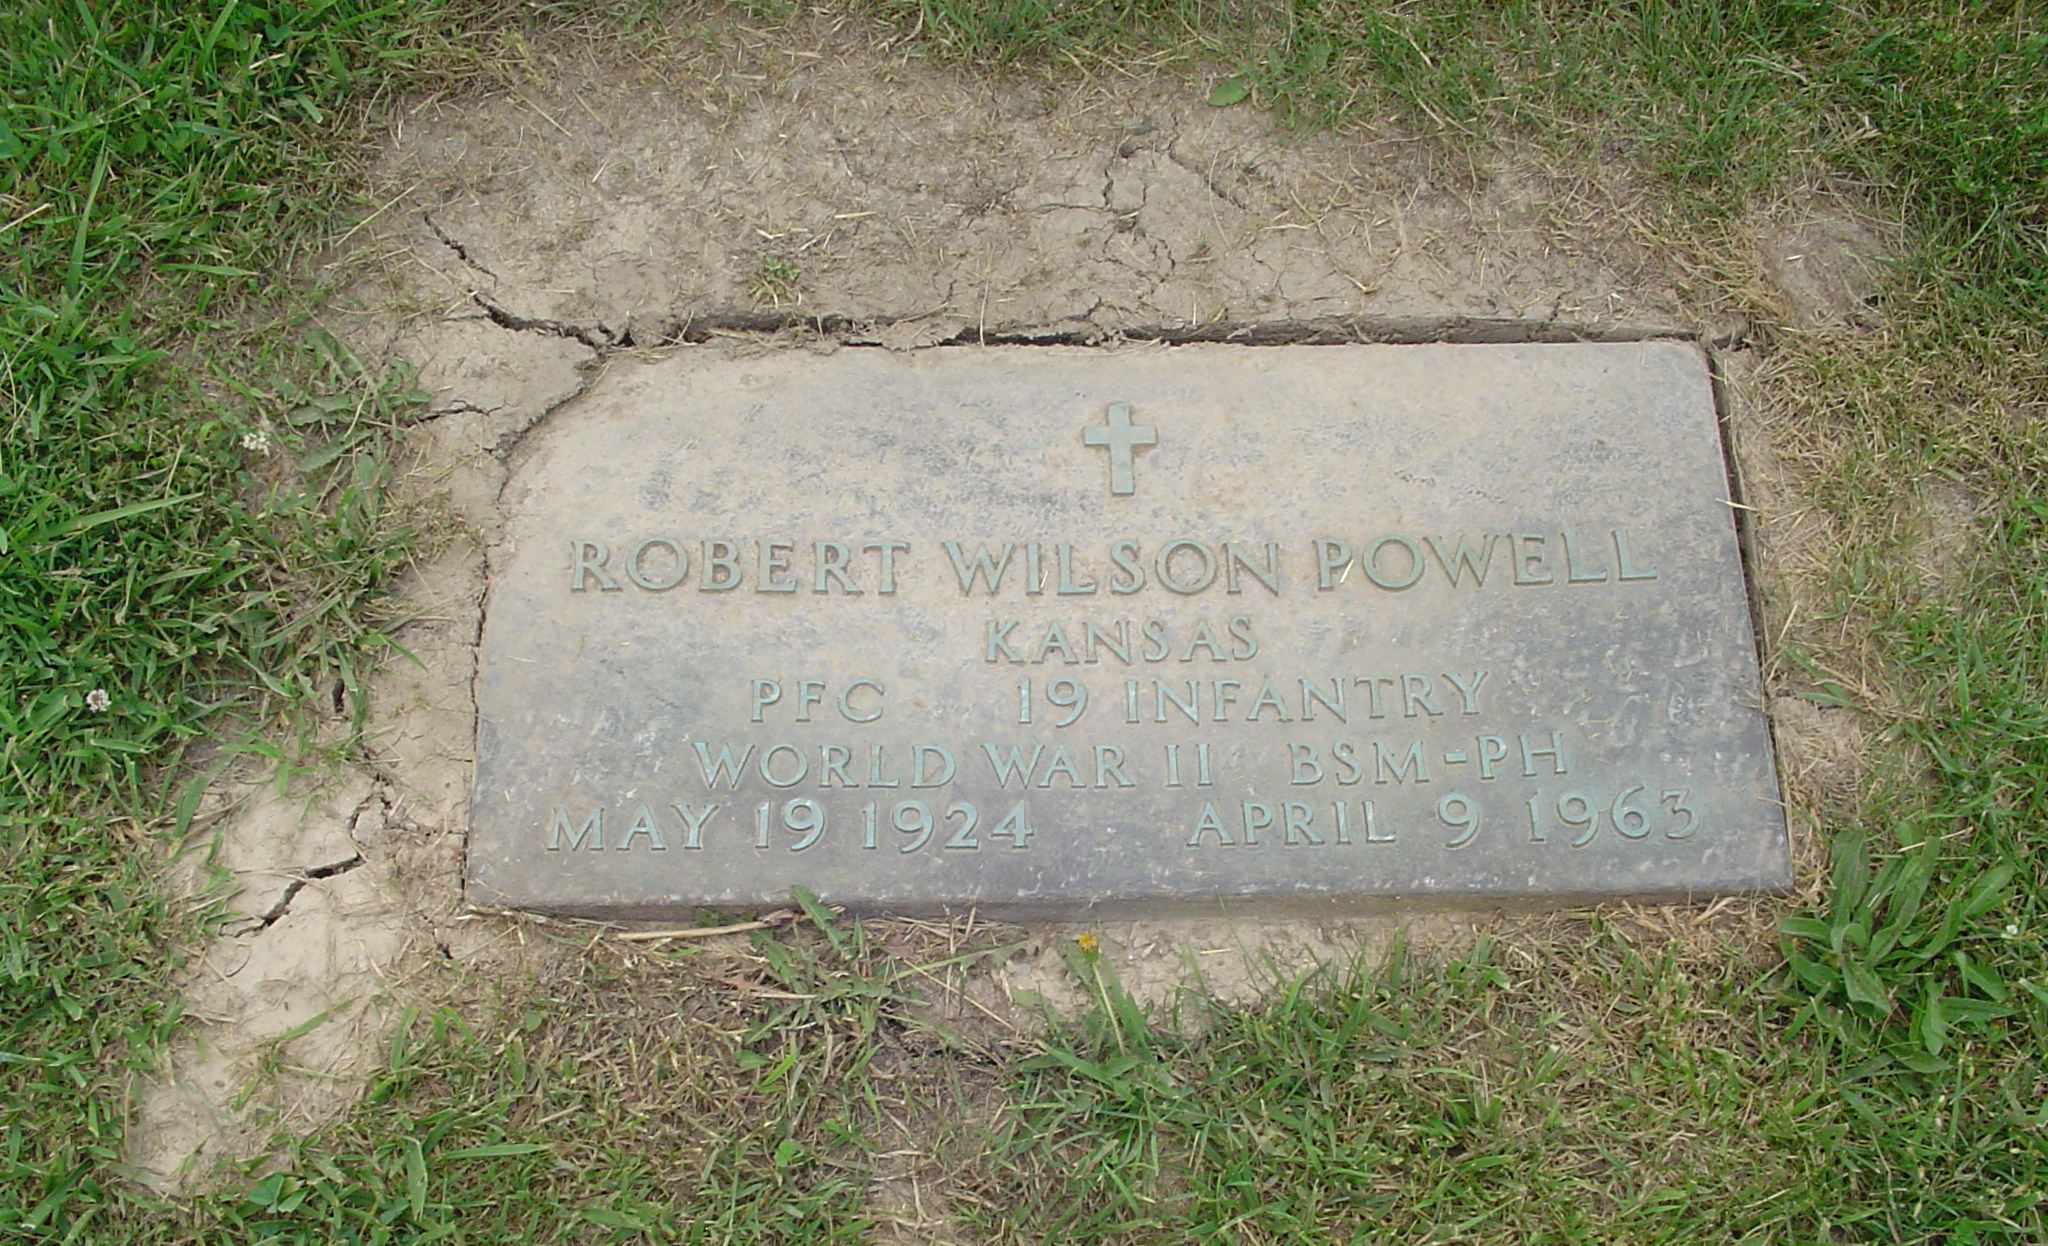 ROBERT WILSON POWELL
KANSAS
PFC 19 INFANTRY
WORLD WAR II BSM-PH
MAY 19 1924 APRIL 9 1963